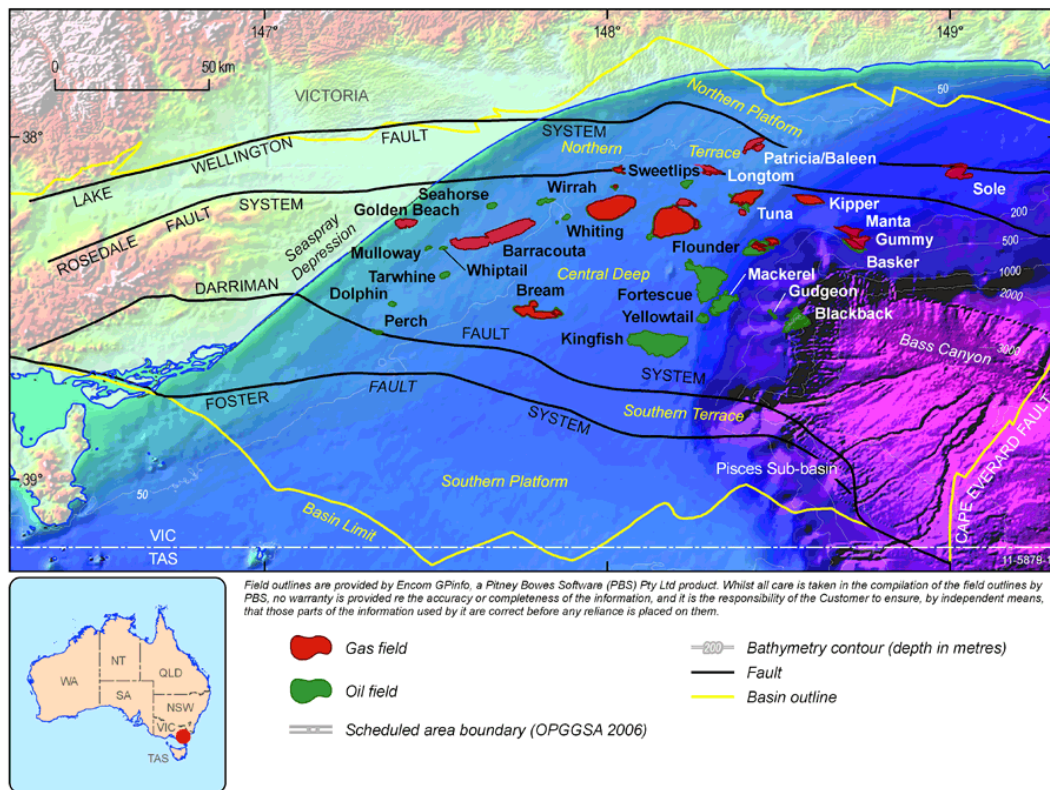 147°
148°
149°
0
50 km
VICTORIA
50
Northern Platform
38°
LAKE WELLINGTON FAULT SYSTEM
Northern Terrace
Patricia/Baleen
Sweetlips
Longtom
Wirrah
Sole
Seahorse
ROSEDALE FAULT SYSTEM
Golden Beach
Tuna
Kipper
200
Seaspray Depression
Whiting
Manta
Mulloway
Barracouta
Flounder
Gummy
500
Whiptail
Basker
Tarwhine
Central Deep
Mackerel
1000
DARRIMAN FAULT SYSTEM
Dolphin
Bream
Fortescue
Gudgeon
2000
Perch
Yellowtail
Blackback
Kingfish
Bass Canyon
3000
FOSTER FAULT SYSTEM
Southern Terrace
39°
50
Southern Platform
Pisces Sub-basin
CAPE EVERARD FAULT
Basin Limit
VIC
TAS
11-5879-1
Field outlines are provided by Encom GPinfo, a Pitney Bowes Software (PBS) Pty Ltd product. Whilst all care is taken in the compilation of the field outlines by
PBS, no warranty is provided re the accuracy or completeness of the information, and it is the responsibility of the Customer to ensure, by independent means,
that those parts of the information used by it are correct before any reliance is placed on them.
Gas field
Oil field
Scheduled area boundary (OPGGSA 2006)
200
Bathymetry contour (depth in metres)
Fault
Basin outline
WA
NT
SA
QLD
NSW
VIC
TAS